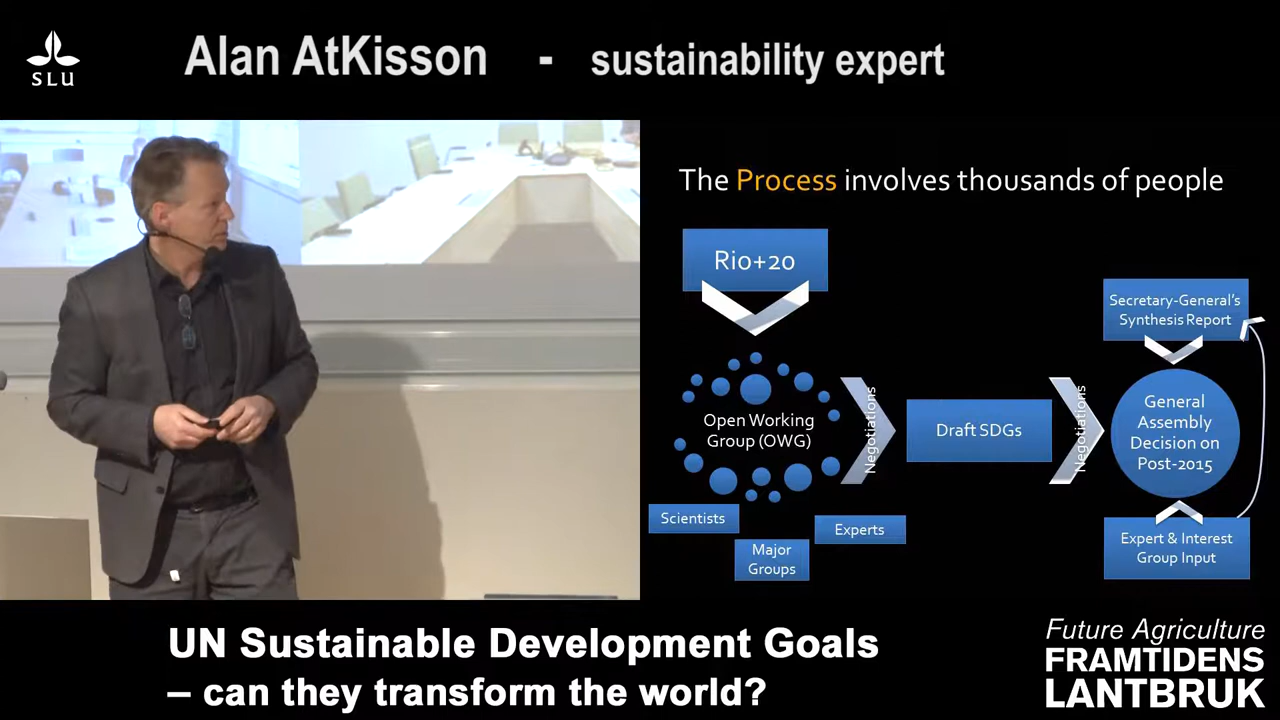 SLU
Alan AtKisson - sustainability expert
The Process involves thousands of people
Rio+20
Open Working
Group (OWG)
Scientists
Major
Groups
Experts
Negotiations
Draft SDGs
Negotiations
Secretary-General's
Synthesis Report
General
Assembly
Decision on
Post-2015
Expert & Interest
Group Input
UN Sustainable Development Goals
– can they transform the world?
Future Agriculture
FRAMTIDENS
LANTBRUK